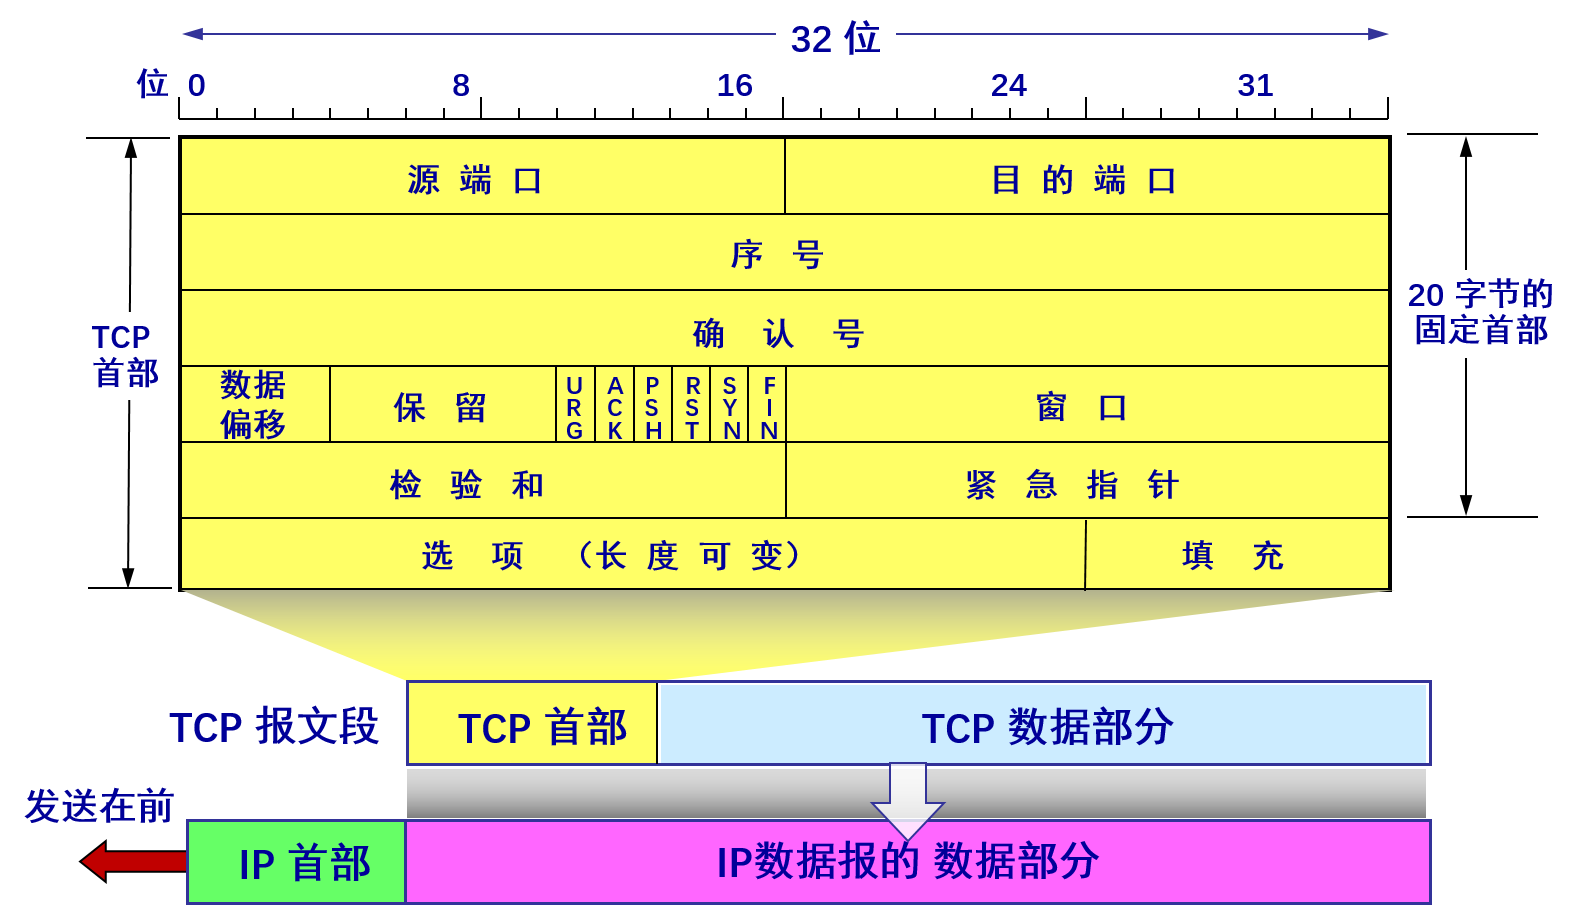 32 位
位 0 8 16 24 31
源 端 口
目 的 端 口
序 号
确 认 号
数据
偏移
保 留
URG
ACK
PSH
RST
SYN
FIN
窗 口
检 验 和
紧 急 指 针
选 项 （长 度 可 变）
填 充
TCP
首部
20 字节的
固定首部
TCP 报文段
TCP 首部
TCP 数据部分
发送在前
IP 首部
IP数据报的 数据部分